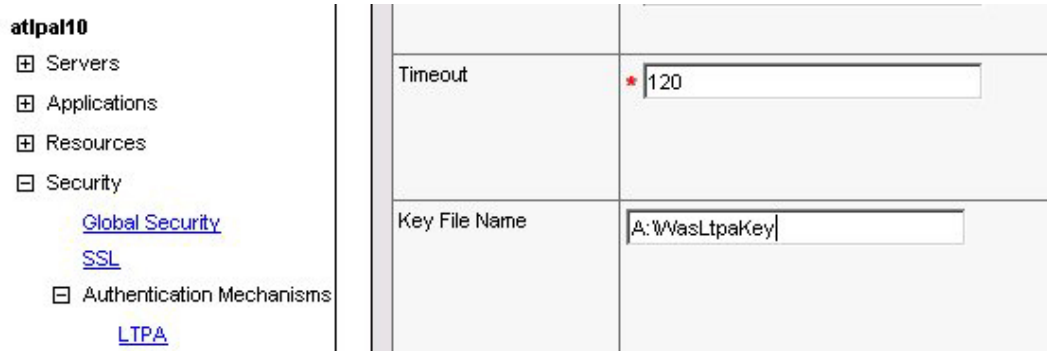 atlpal10
Servers
Applications
Resources
Security
Global Security
SSL
Authentication Mechanisms
LTPA
Timeout
* 120
Key File Name
A:\WasLtpaKey